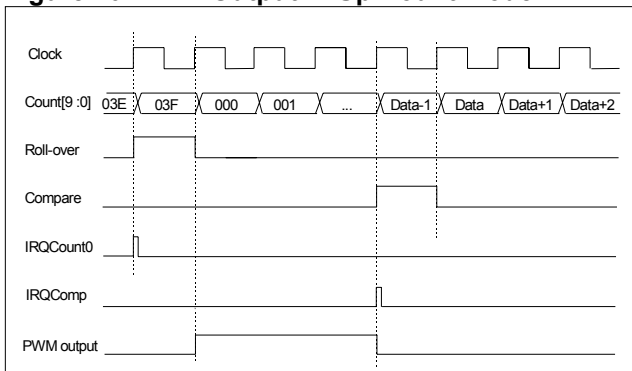 Clock
Count[9 :0] 03E 03F 000 001 ... Data-1 Data Data+1 Data+2
Roll-over
Compare
IRQCount0
IRQComp
PWM output